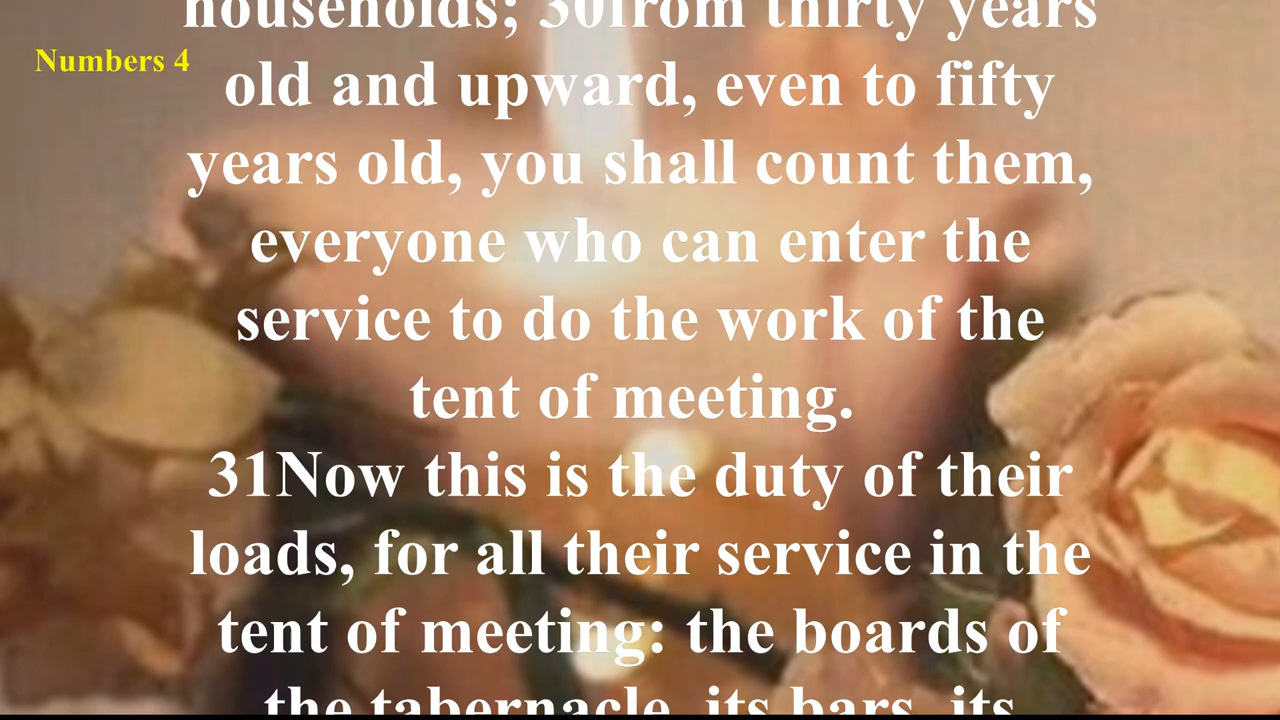 households; 30from thirty years
Numbers 4
old and upward, even to fifty
years old, you shall count them,
everyone who can enter the
service to do the work of the
tent of meeting.
31Now this is the duty of their
loads, for all their service in the
tent of meeting: the boards of
the tabernacle, its bars, its